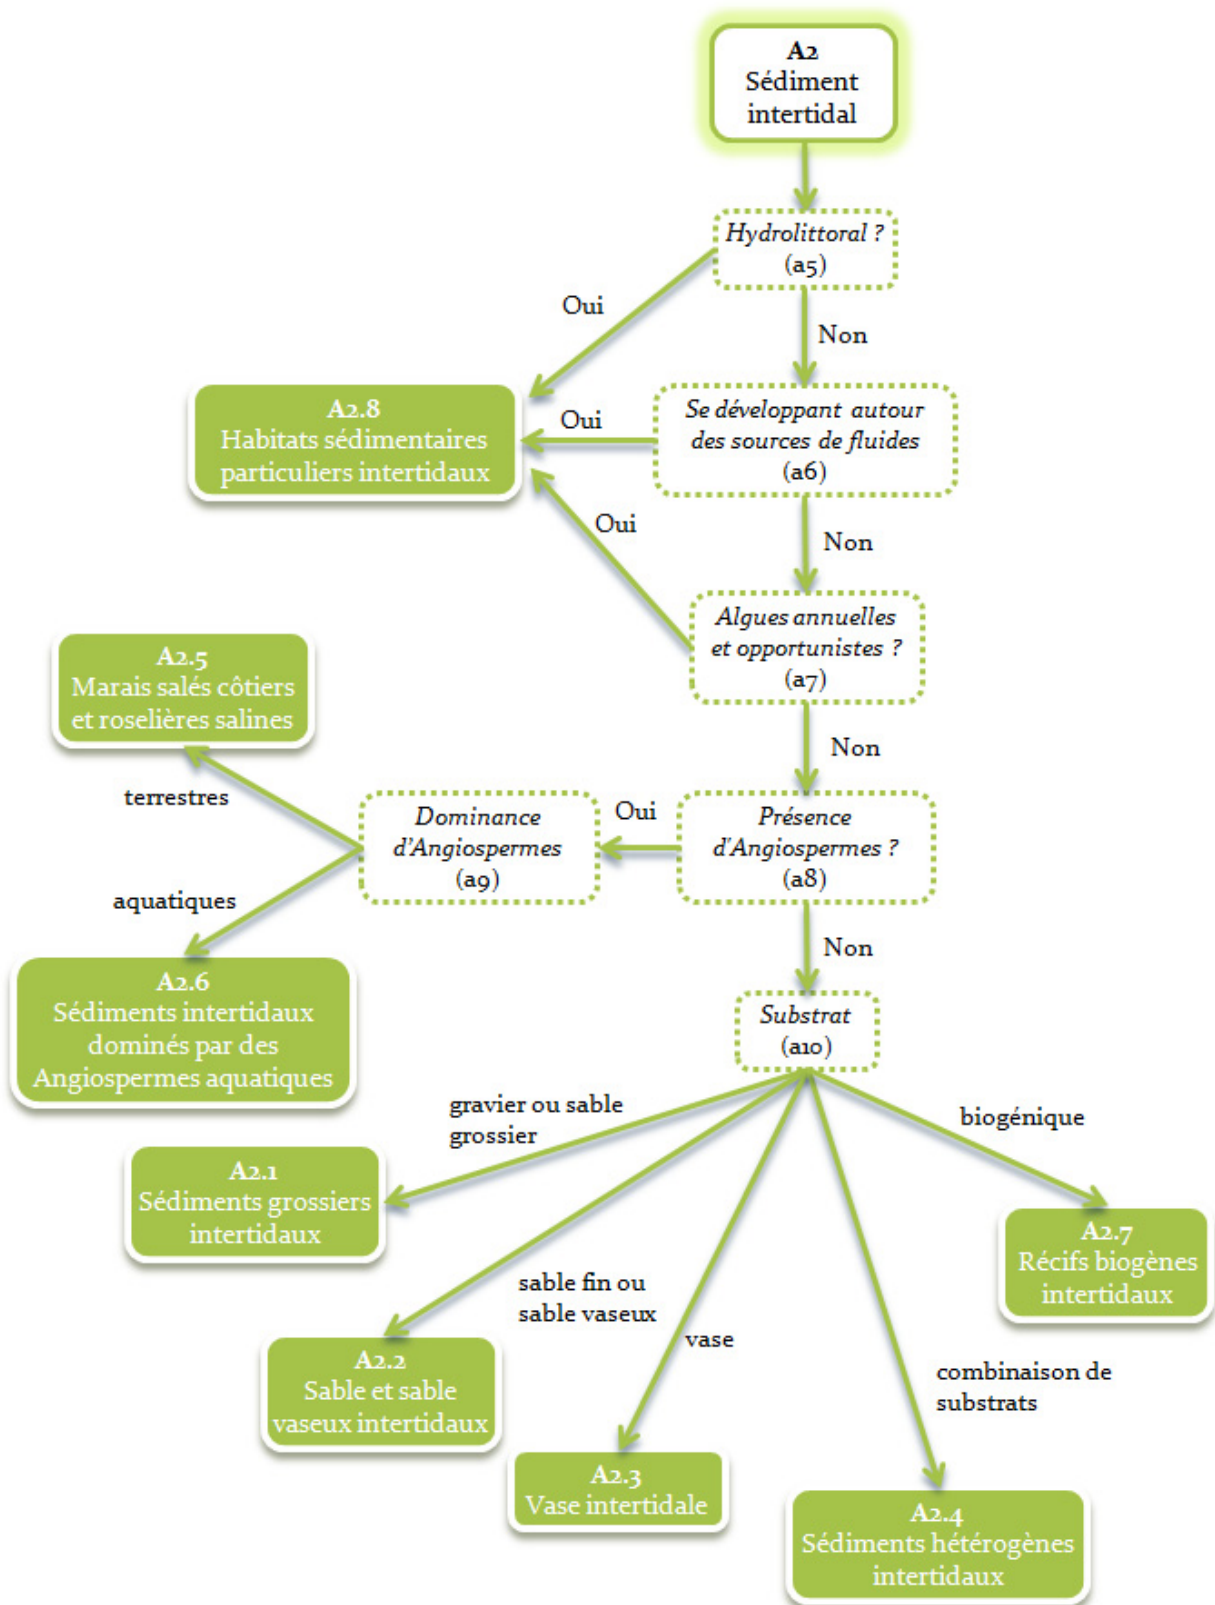 A2
Sédiment
intertidal
Hydrolittoral ?
(a5)
Oui
Non
A2.8
Habitats sédimentaires
particuliers intertidaux
Oui
Se développant autour
des sources de fluides
(a6)
Oui
Non
Algues annuelles
et opportunistes ?
(a7)
A2.5
Marais salés côtiers
et roselières salines
Non
terrestres
Dominance
d'Angiospermes
(a9)
Oui
Présence
d'Angiospermes ?
(a8)
aquatiques
Non
A2.6
Sédiments intertidaux
dominés par des
Angiospermes aquatiques
Substrat
(a10)
gravier ou sable
grossier
biogénique
A2.1
Sédiments grossiers
intertidaux
A2.7
Récifs biogènes
intertidaux
sable fin ou
sable vaseux
vase
A2.2
Sable et sable
vaseux intertidaux
combinaison de
substrats
A2.3
Vase intertidale
A2.4
Sédiments hétérogènes
intertidaux